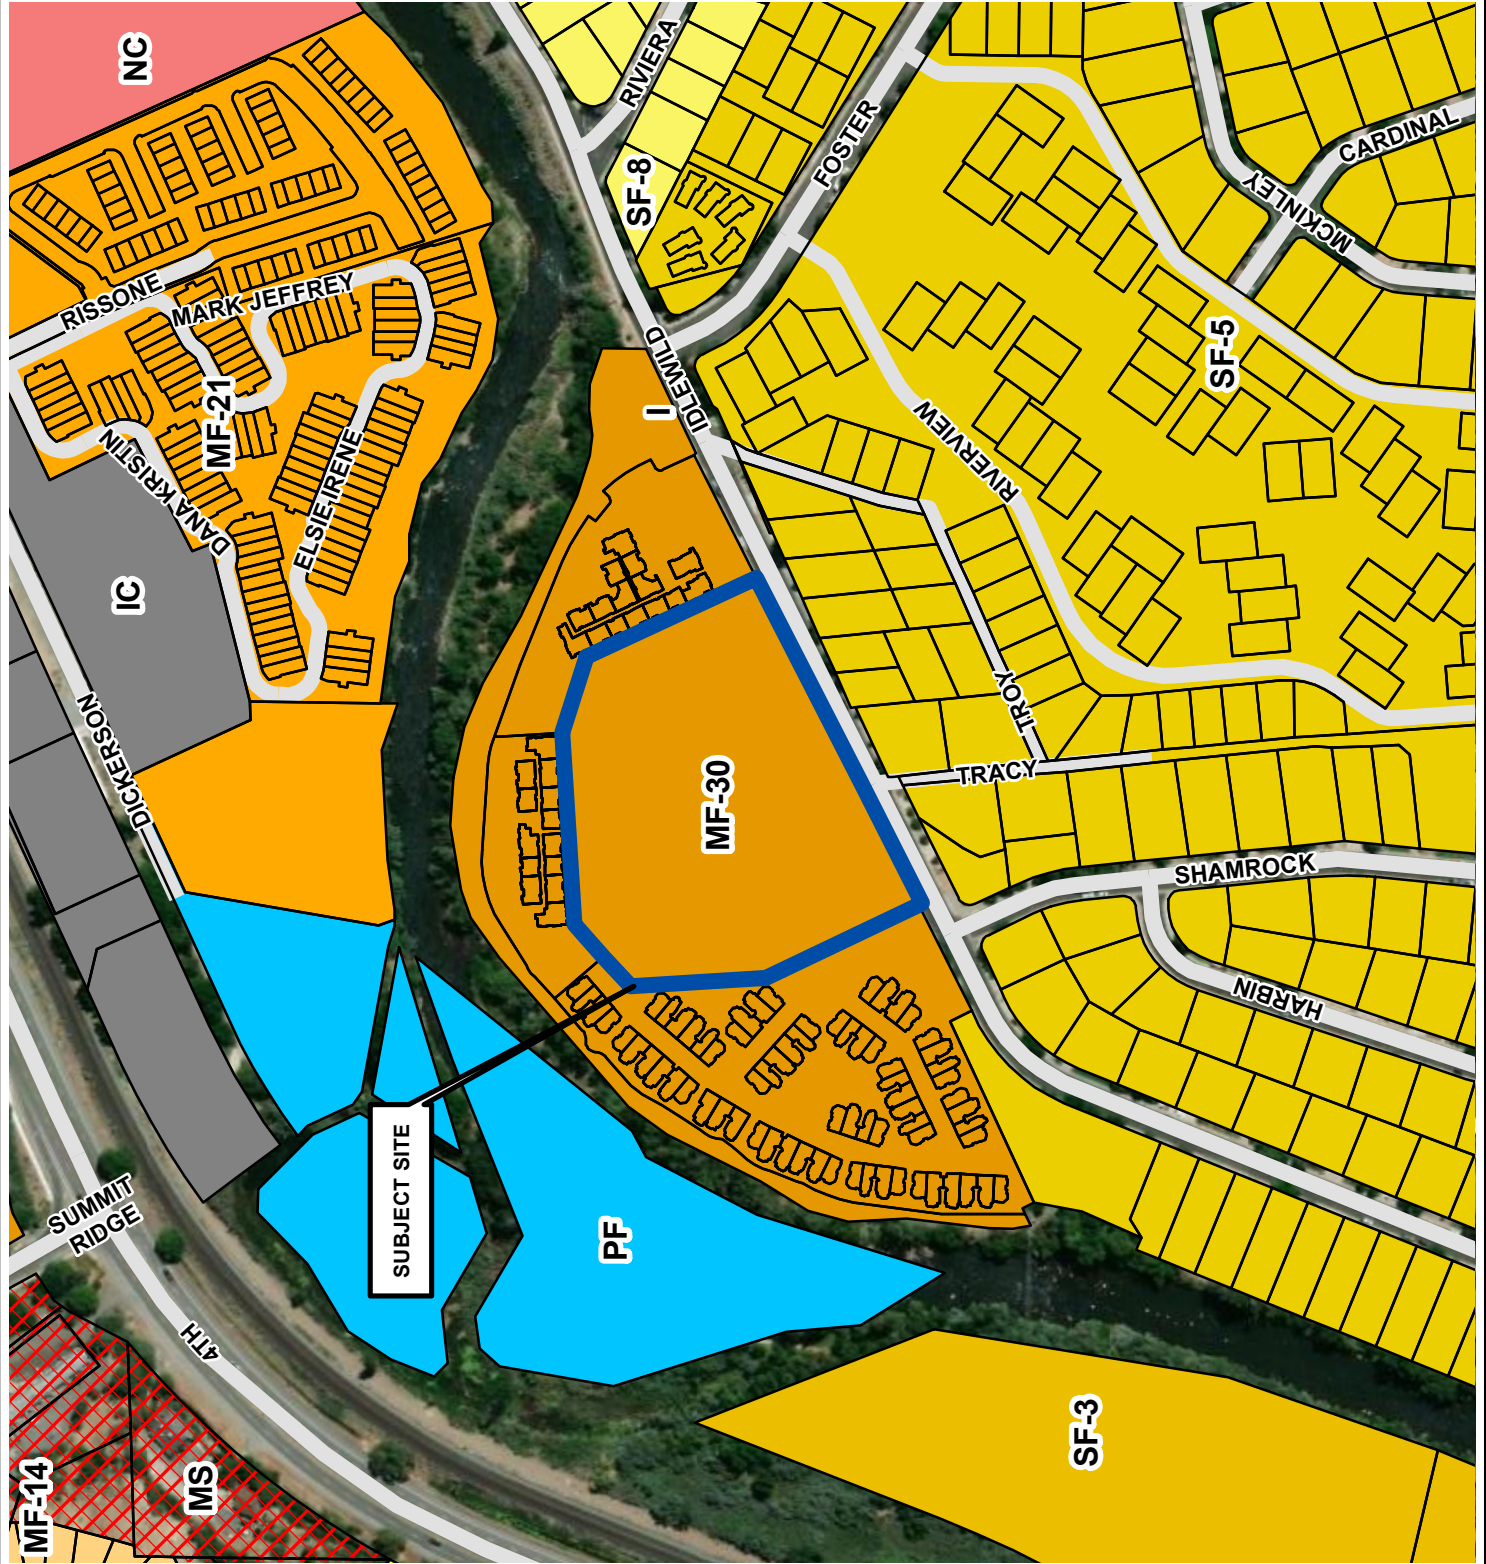 NC
RIVIERA
SF-8
FOSTER
CARDINAL
MCKINLEY
RISSONE
MARK JEFFREY
MF-21
DANA KRISTIN
ELSIE IRENE
IDLEWILD
I
SF-5
RIVERVIEW
IC
DICKERSON
TROY
TRACY
MF-30
SHAMROCK
HARBIN
SUBJECT SITE
SUMMIT
RIDGE
PF
4TH
SF-3
MF-14
MS